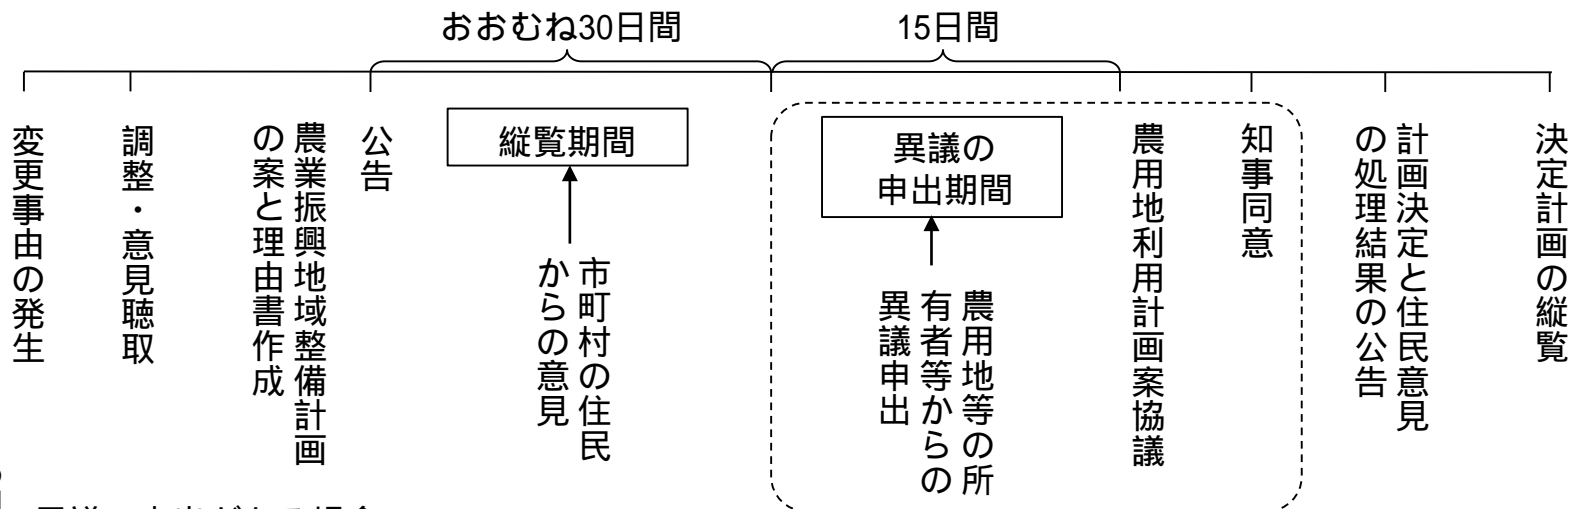 おおむね30日間
15日間
変更事由の発生
調整・意見聴取
農業振興地域整備計画
の案と理由書作成
公告
縦覧期間
市町村の住民
からの意見
異議の
申出期間
農用地等の所
有者等からの
異議申出
農用地利用計画案協議
知事同意
計画決定と住民意見
の処理結果の公告
決定計画の縦覧